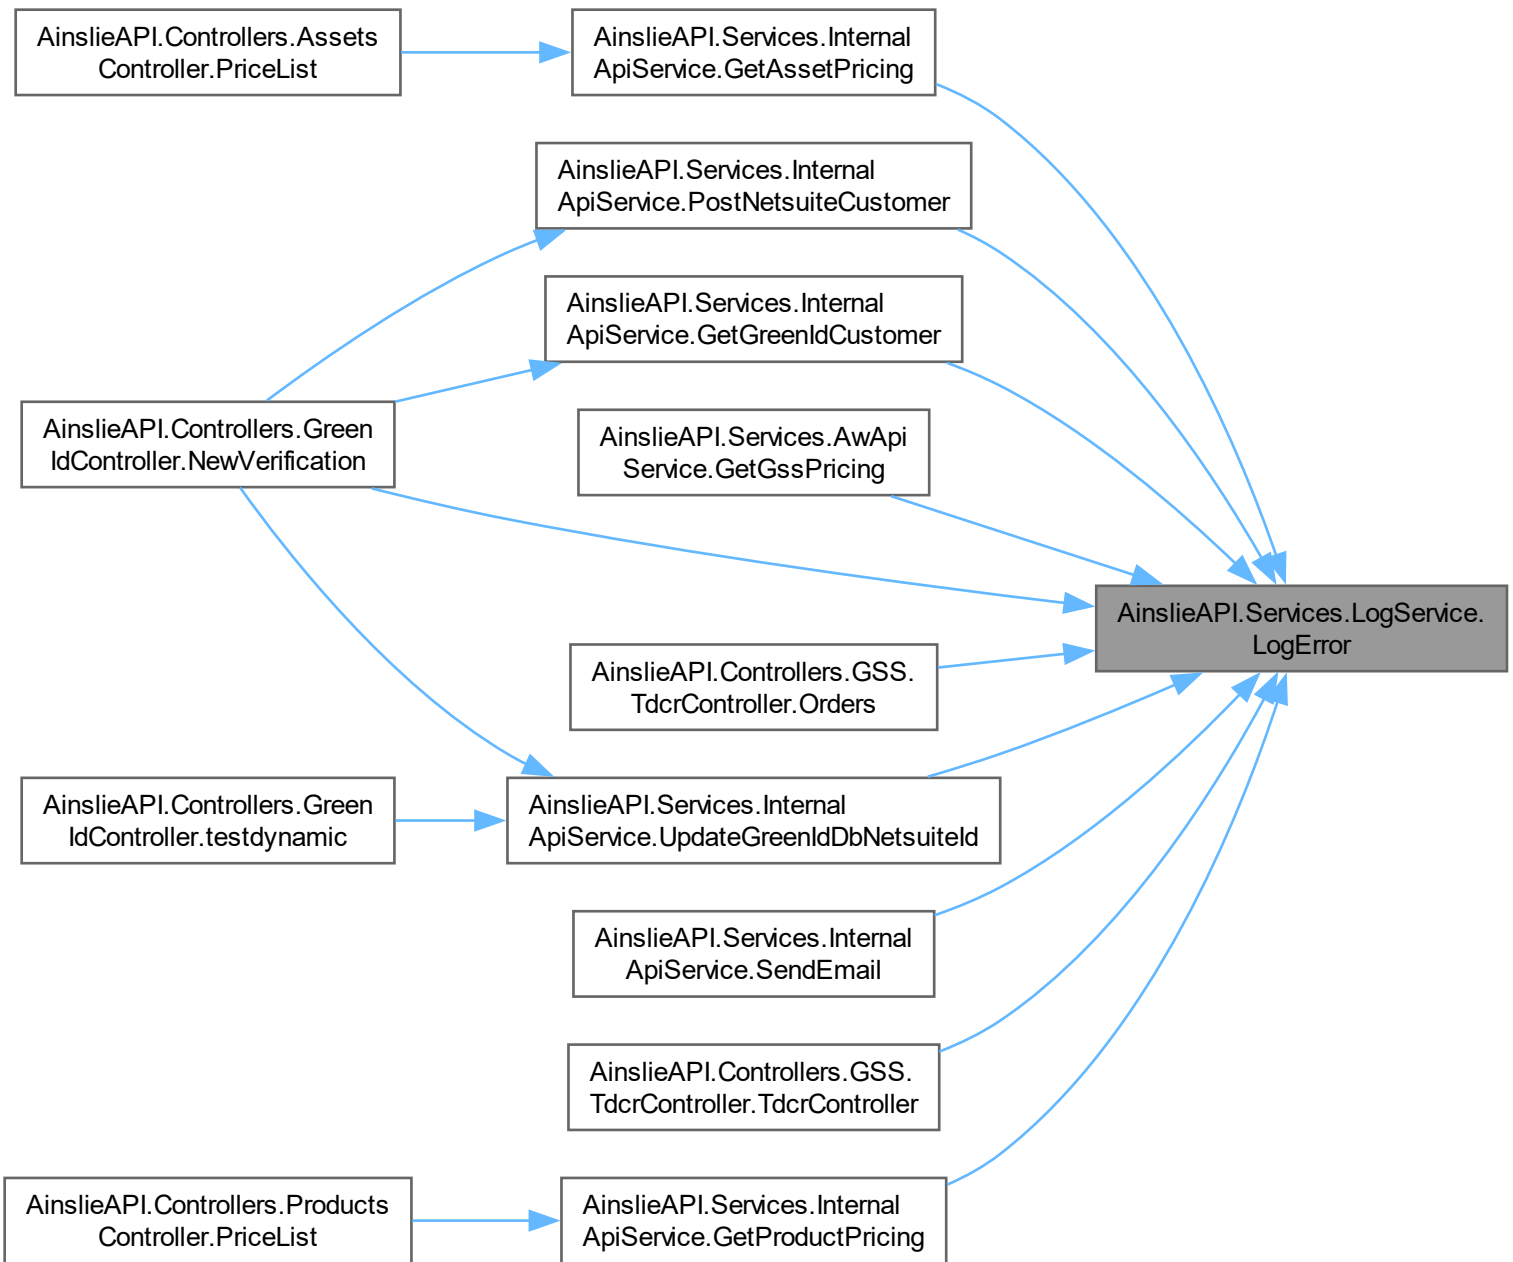 AinslieAPI.Controllers.Assets
Controller.PriceList
AinslieAPI.Services.Internal
ApiService.GetAssetPricing
AinslieAPI.Services.Internal
ApiService.PostNetsuiteCustomer
AinslieAPI.Services.Internal
ApiService.GetGreenIdCustomer
AinslieAPI.Controllers.Green
IdController.NewVerification
AinslieAPI.Services.AwApi
Service.GetGssPricing
AinslieAPI.Services.LogService.
LogError
AinslieAPI.Controllers.GSS.
TdcrController.Orders
AinslieAPI.Controllers.Green
IdController.testdynamic
AinslieAPI.Services.Internal
ApiService.UpdateGreenIdDbNetsuiteId
AinslieAPI.Services.Internal
ApiService.SendEmail
AinslieAPI.Controllers.GSS.
TdcrController.TdcrController
AinslieAPI.Controllers.Products
Controller.PriceList
AinslieAPI.Services.Internal
ApiService.GetProductPricing